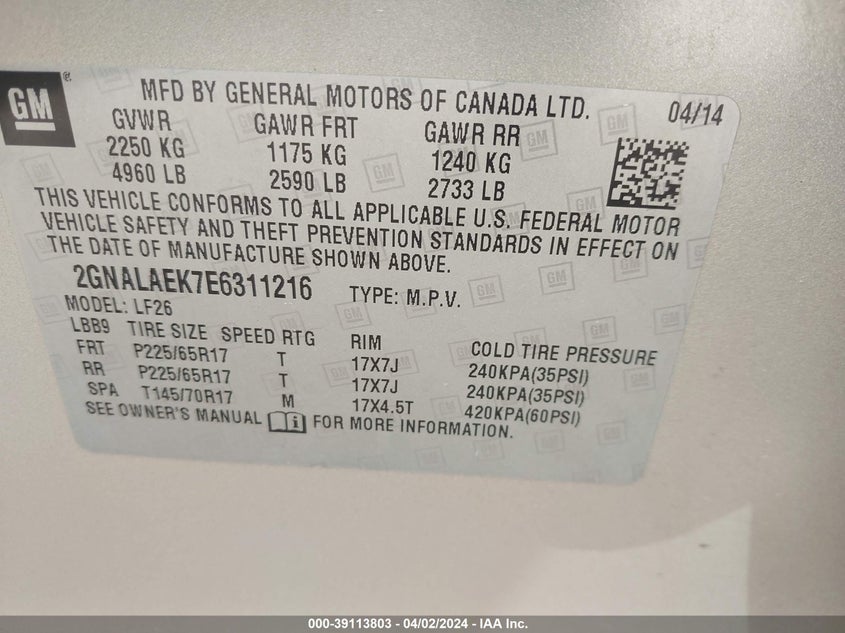 GM ®
MFD BY GENERAL MOTORS OF CANADA LTD. 04/14
GVWR GAWR FRT GAWR RR
2250 KG 1175 KG 1240 KG
4960 LB 2590 LB 2733 LB
THIS VEHICLE CONFORMS TO ALL APPLICABLE U.S. FEDERAL MOTOR
VEHICLE SAFETY AND THEFT PREVENTION STANDARDS IN EFFECT ON
THE DATE OF MANUFACTURE SHOWN ABOVE.
2GNALAEK7E6311216 TYPE: M.P.V.
MODEL: LF26
LBB9 TIRE SIZE SPEED RTG RIM COLD TIRE PRESSURE
FRT P225/65R17 T 17X7J 240KPA(35PSI)
RR P225/65R17 T 17X7J 240KPA(35PSI)
SPA T145/70R17 M 17X4.5T 420KPA(60PSI)
SEE OWNER'S MANUAL i FOR MORE INFORMATION.
000-39113803 - 04/02/2024 - IAA Inc.